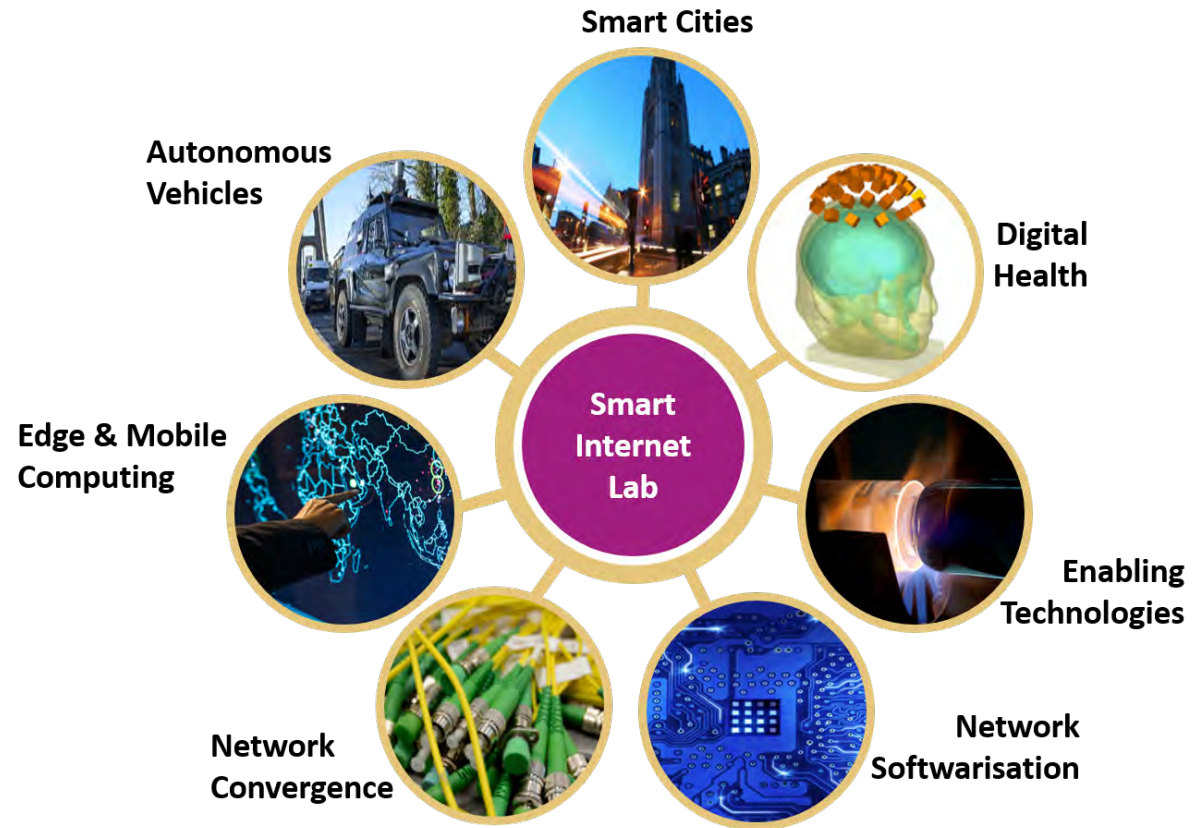 Smart Cities
Autonomous
Vehicles
Digital
Health
Smart
Internet
Lab
Edge & Mobile
Computing
Enabling
Technologies
Network
Softwarisation
Network
Convergence